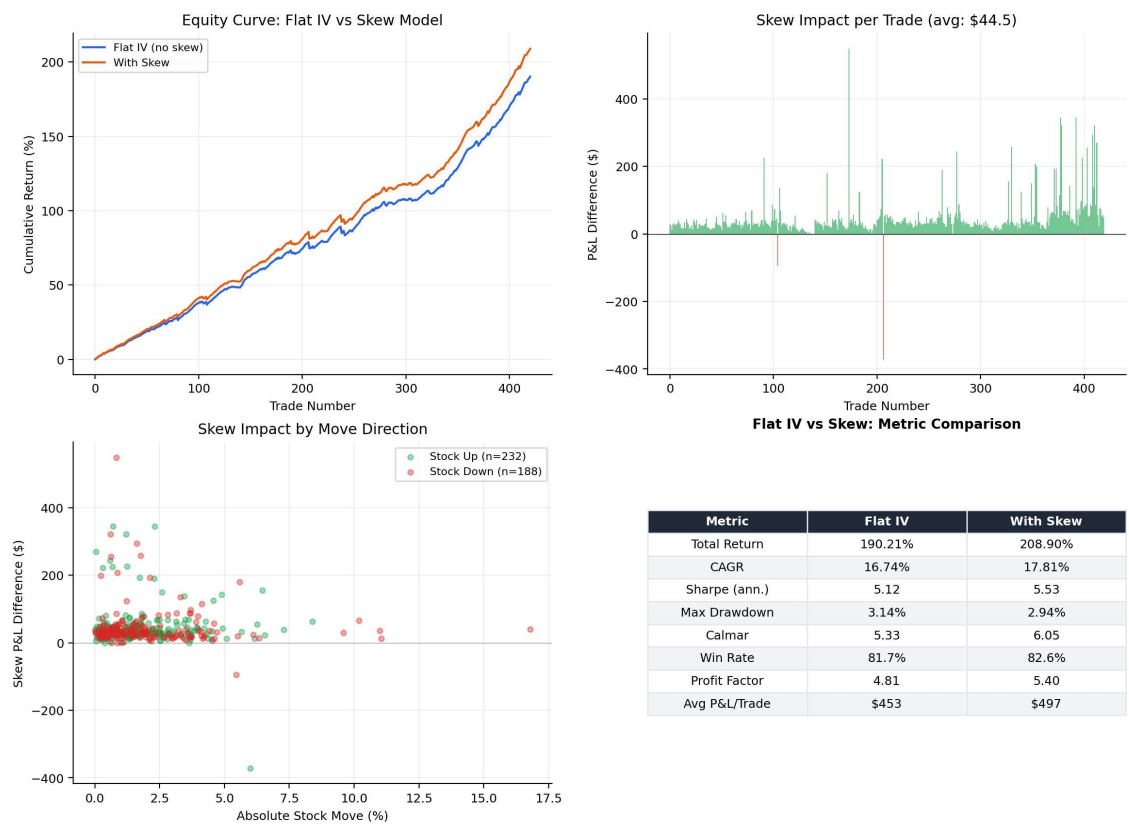 Equity Curve: Flat IV vs Skew Model
Flat IV (no skew)
With Skew
Cumulative Return (%)
200
150
100
50
0
0 100 200 300 400
Trade Number
Skew Impact per Trade (avg: $44.5)
P&L Difference ($)
400
200
0
−200
−400
0 100 200 300 400
Trade Number
Skew Impact by Move Direction
Stock Up (n=232)
Stock Down (n=188)
Skew P&L Difference ($)
400
200
0
−200
−400
0.0 2.5 5.0 7.5 10.0 12.5 15.0 17.5
Absolute Stock Move (%)
Flat IV vs Skew: Metric Comparison
Metric Flat IV With Skew
Total Return 190.21% 208.90%
CAGR 16.74% 17.81%
Sharpe (ann.) 5.12 5.53
Max Drawdown 3.14% 2.94%
Calmar 5.33 6.05
Win Rate 81.7% 82.6%
Profit Factor 4.81 5.40
Avg P&L/Trade $453 $497